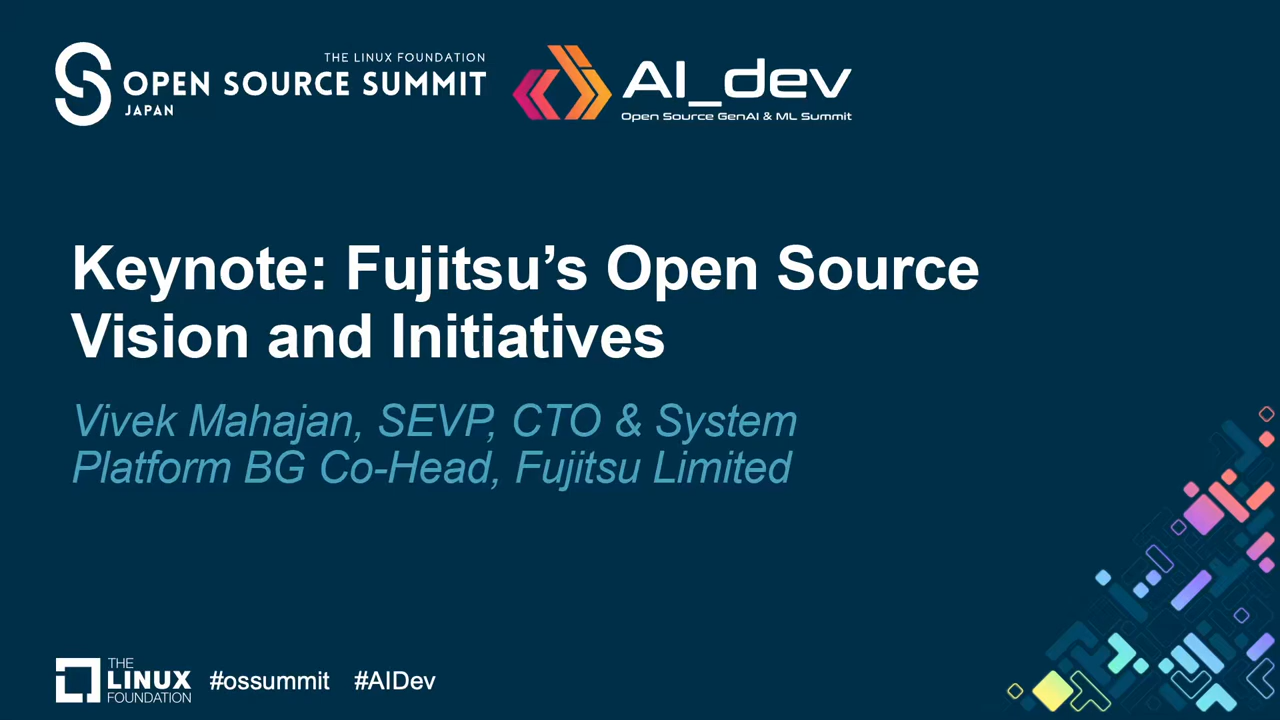 THE LINUX FOUNDATION
OPEN SOURCE SUMMIT
JAPAN
AI_dev
Open Source GenAI & ML Summit
Keynote: Fujitsu’s Open Source
Vision and Initiatives
Vivek Mahajan, SEVP, CTO & System
Platform BG Co-Head, Fujitsu Limited
THE
LINUX
FOUNDATION
#ossummit #AIDev